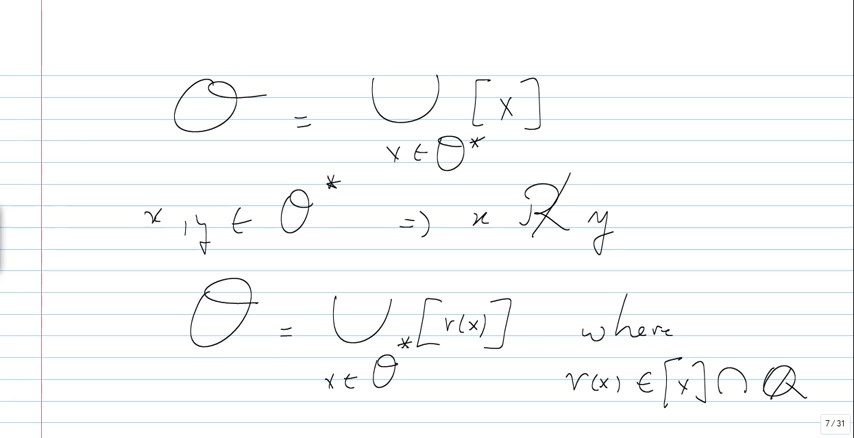 𝒪 = ∪ [x]
x ∈ 𝒪*
x, y ∈ 𝒪* => x R̸ y
𝒪 = ∪ [r(x)] where
x ∈ 𝒪* r(x) ∈ [x] ∩ ℚ
7 / 31